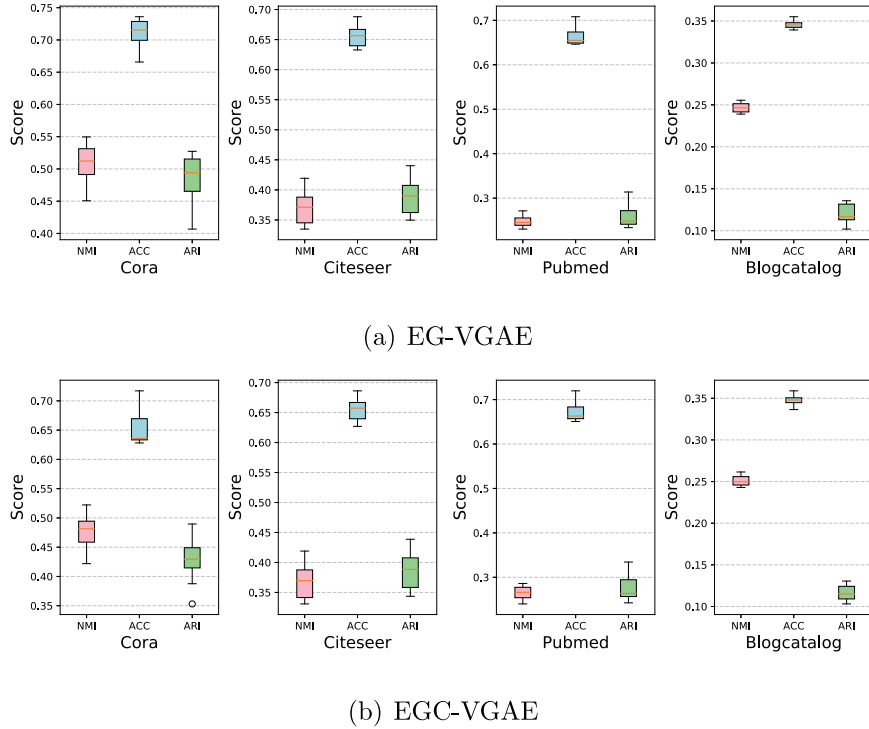 0.75
0.70
0.65
0.60
0.55
0.50
0.45
0.40
Score
NMI ACC ARI
Cora
0.70
0.65
0.60
0.55
0.50
0.45
0.40
0.35
Score
NMI ACC ARI
Citeseer
0.7
0.6
0.5
0.4
0.3
Score
NMI ACC ARI
Pubmed
0.35
0.30
0.25
0.20
0.15
0.10
Score
NMI ACC ARI
Blogcatalog
(a) EG-VGAE
0.70
0.65
0.60
0.55
0.50
0.45
0.40
0.35
Score
NMI ACC ARI
Cora
0.70
0.65
0.60
0.55
0.50
0.45
0.40
0.35
Score
NMI ACC ARI
Citeseer
0.7
0.6
0.5
0.4
0.3
Score
NMI ACC ARI
Pubmed
0.35
0.30
0.25
0.20
0.15
0.10
Score
NMI ACC ARI
Blogcatalog
(b) EGC-VGAE